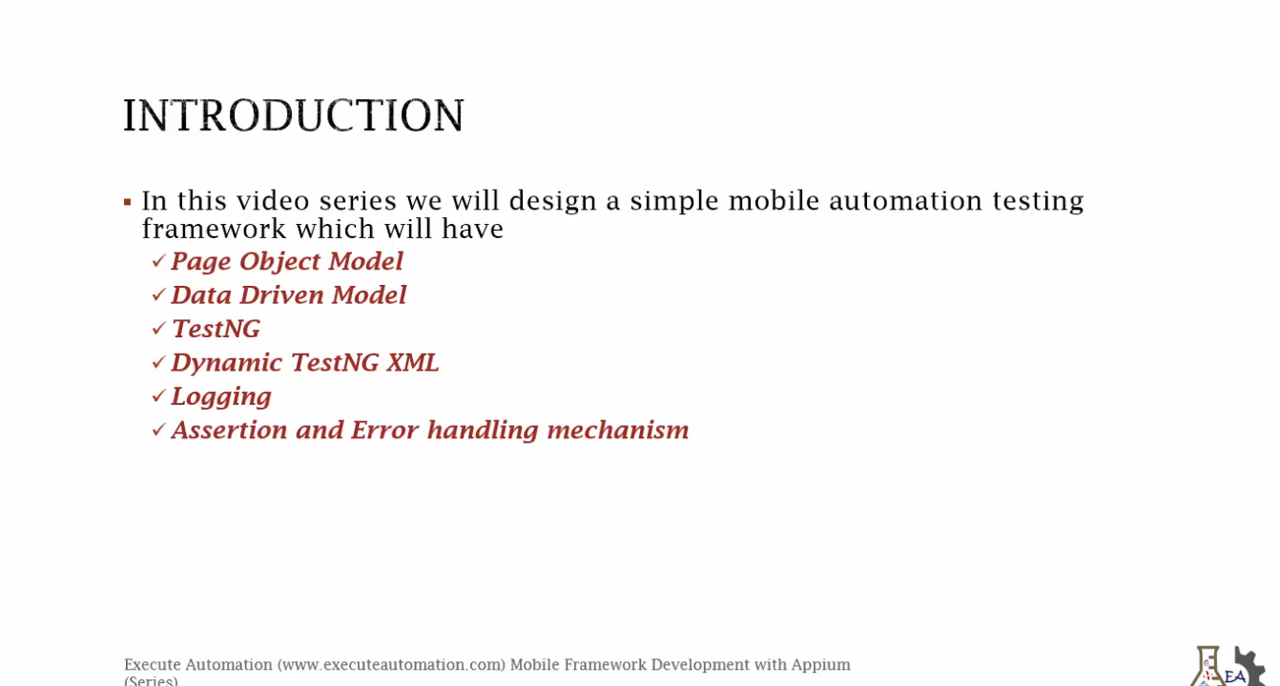 INTRODUCTION
In this video series we will design a simple mobile automation testing
framework which will have
Page Object Model
Data Driven Model
TestNG
Dynamic TestNG XML
Logging
Assertion and Error handling mechanism
Execute Automation (www.executeautomation.com) Mobile Framework Development with Appium
(Series)
EA